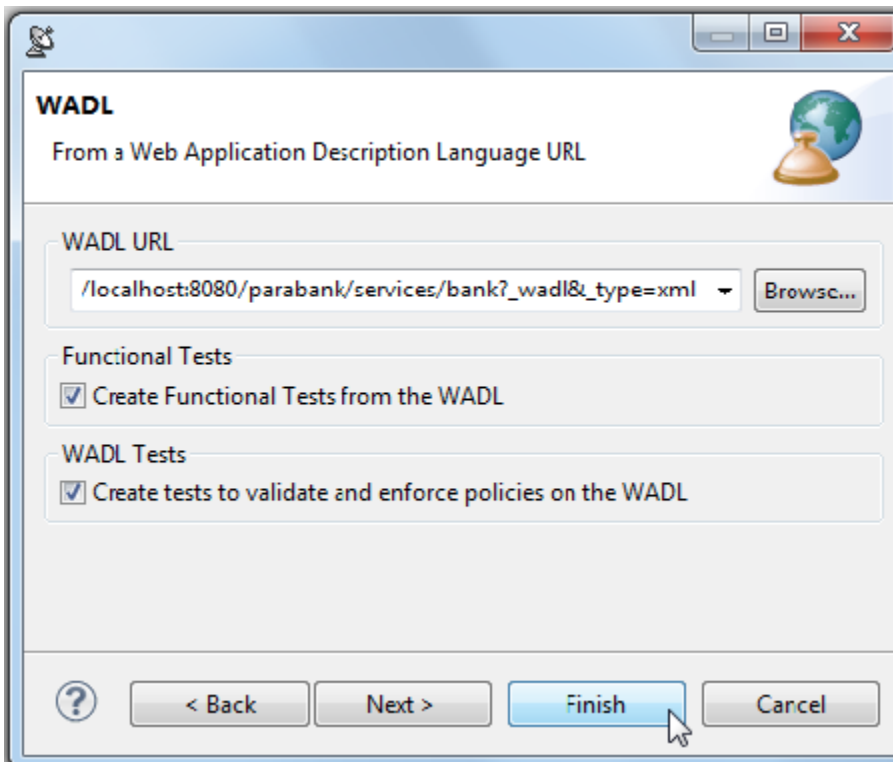 WADL
From a Web Application Description Language URL
WADL URL
/localhost:8080/parabank/services/bank?_wadl&_type=xml
Browse...
Functional Tests
Create Functional Tests from the WADL
WADL Tests
Create tests to validate and enforce policies on the WADL
?
< Back Next > Finish Cancel